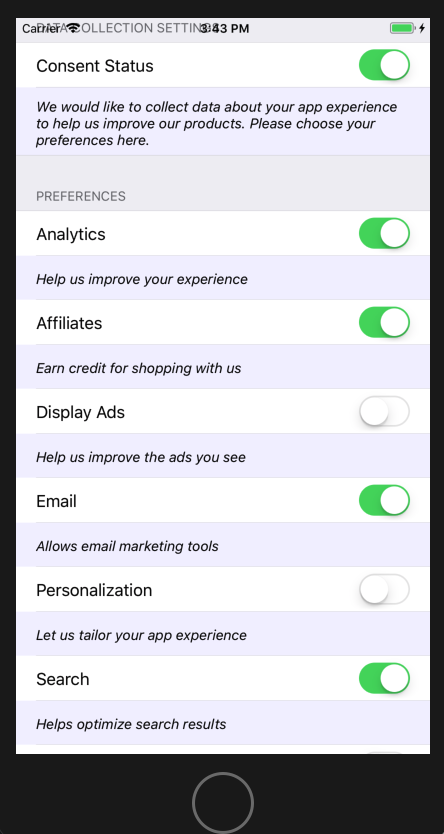 Carrier 3:43 PM
DATA COLLECTION SETTINGS
Consent Status
We would like to collect data about your app experience
to help us improve our products. Please choose your
preferences here.
PREFERENCES
Analytics
Help us improve your experience
Affiliates
Earn credit for shopping with us
Display Ads
Help us improve the ads you see
Email
Allows email marketing tools
Personalization
Let us tailor your app experience
Search
Helps optimize search results